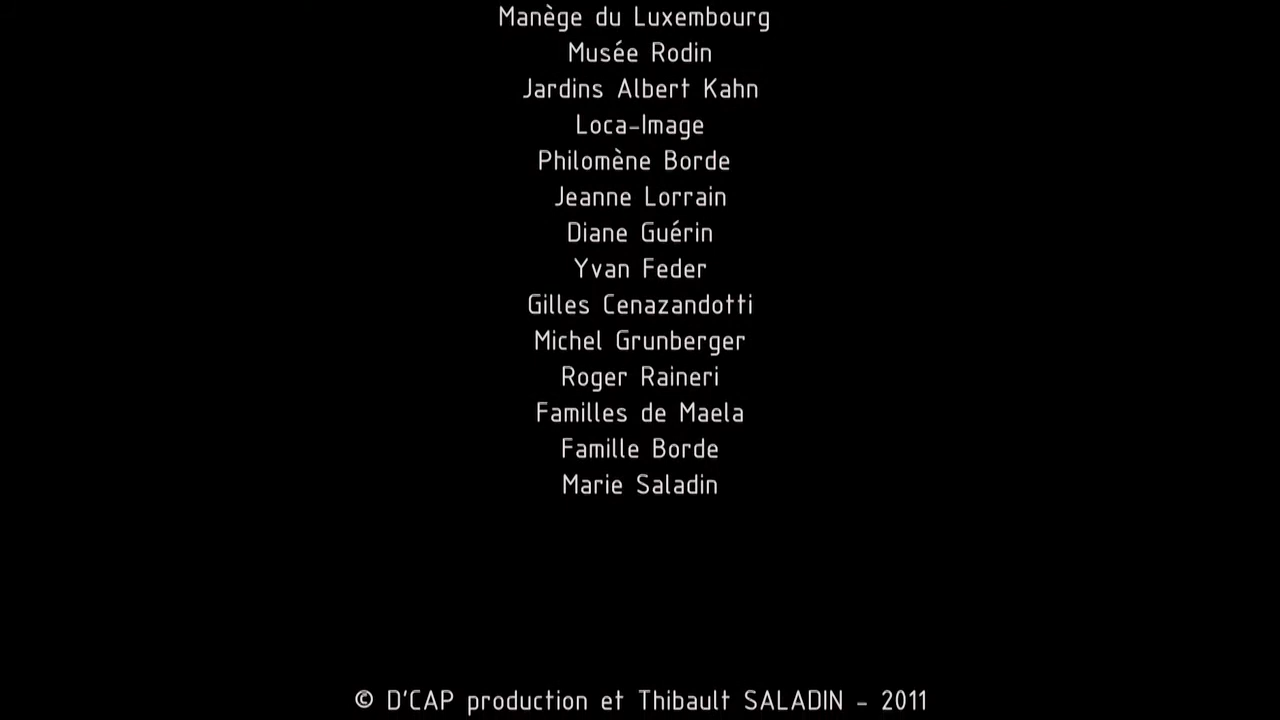 Manège du Luxembourg
Musée Rodin
Jardins Albert Kahn
Loca-Image
Philomène Borde
Jeanne Lorrain
Diane Guérin
Yvan Feder
Gilles Cenazandotti
Michel Grunberger
Roger Raineri
Familles de Maela
Famille Borde
Marie Saladin
© D'CAP production et Thibault SALADIN - 2011